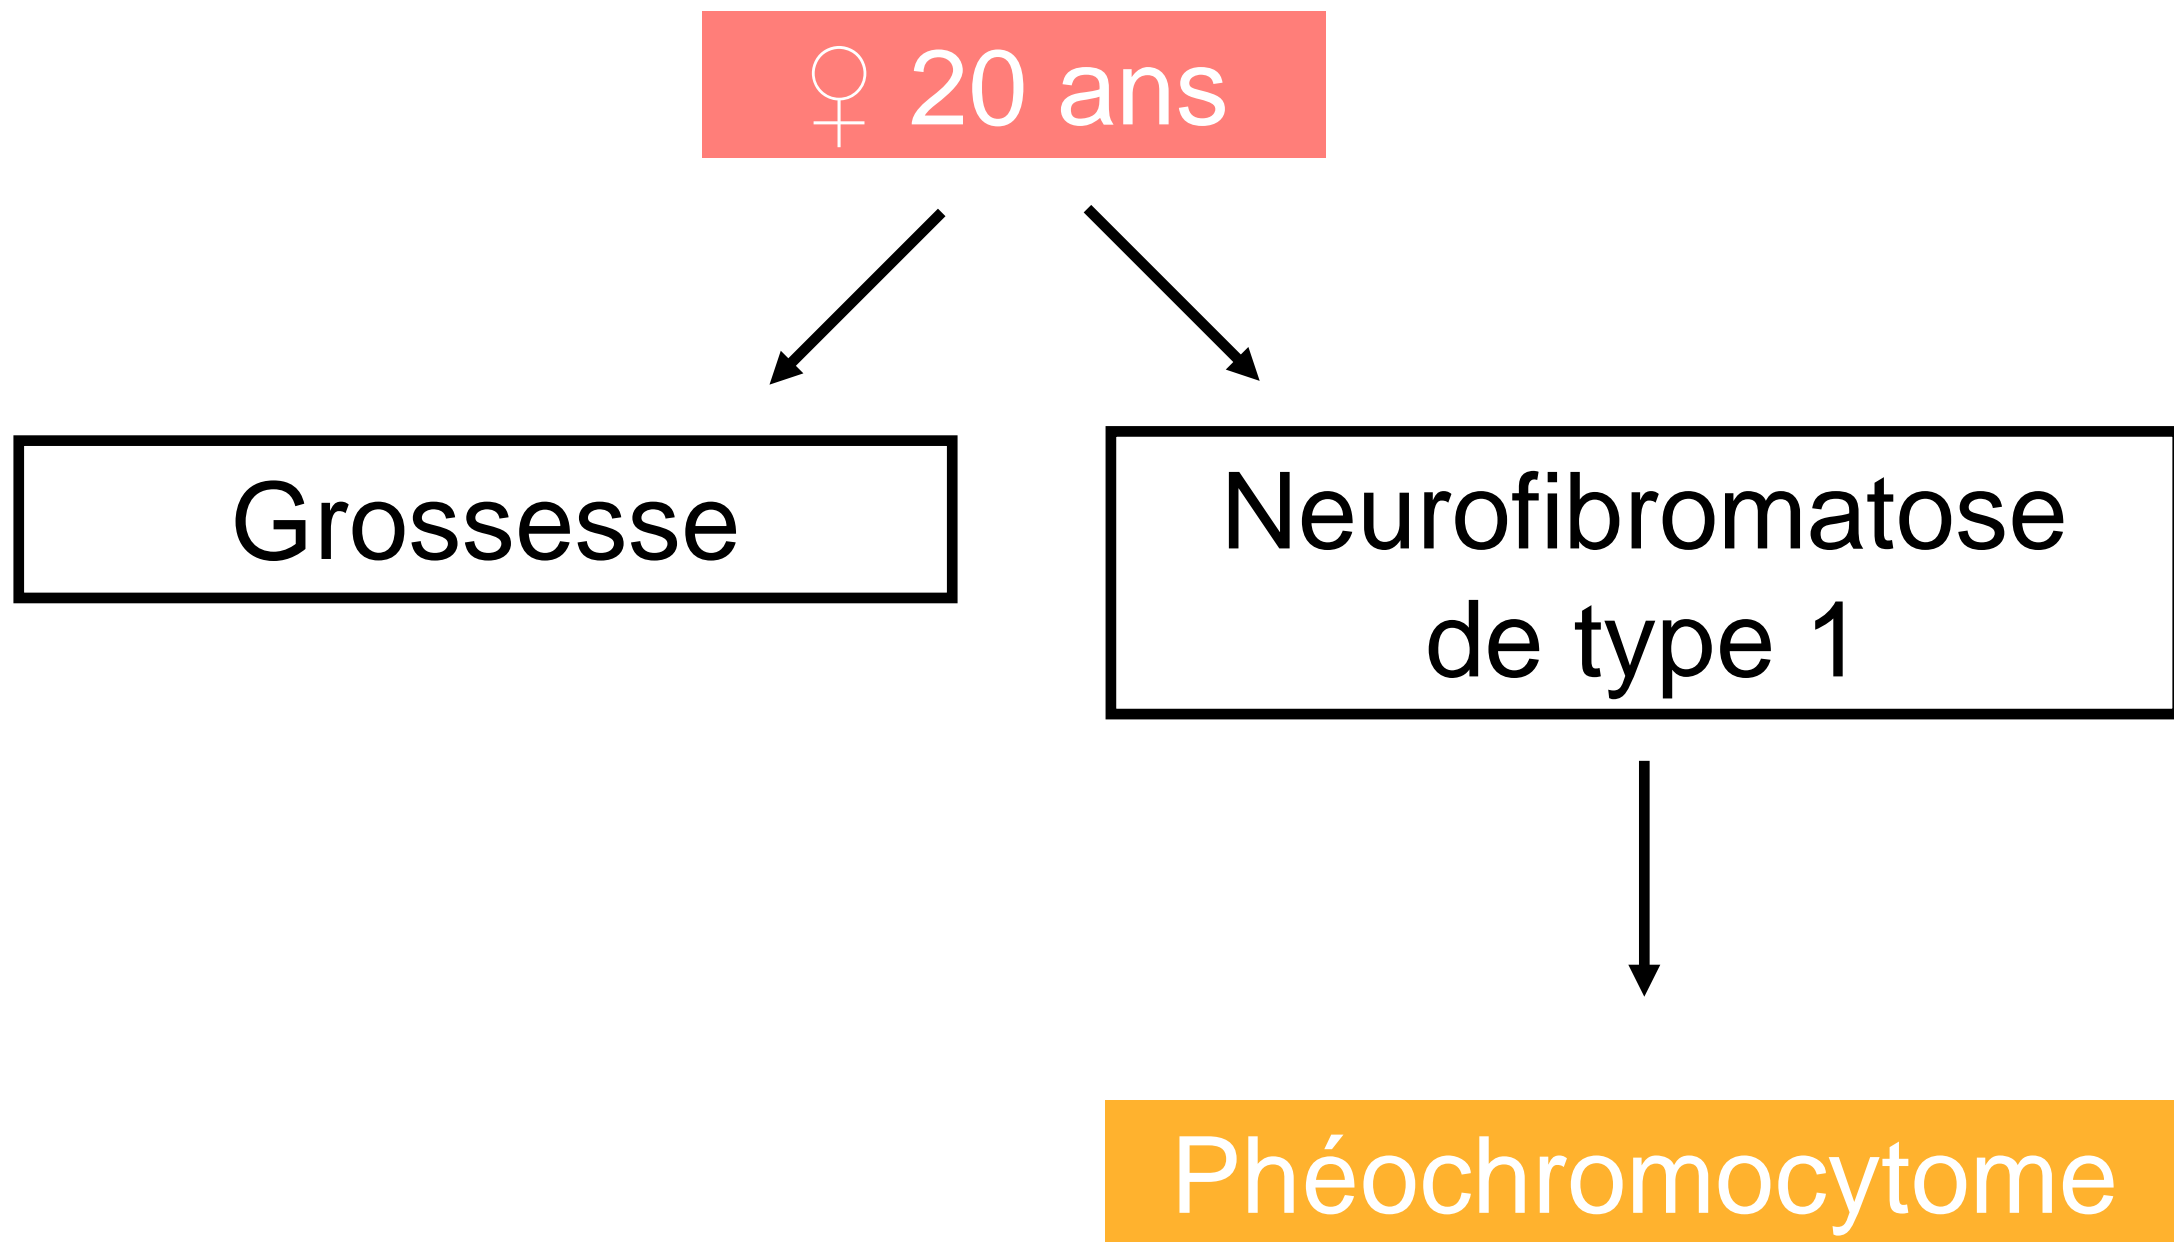 ♀ 20 ans
Grossesse
Neurofibromatose
de type 1
Phéochromocytome